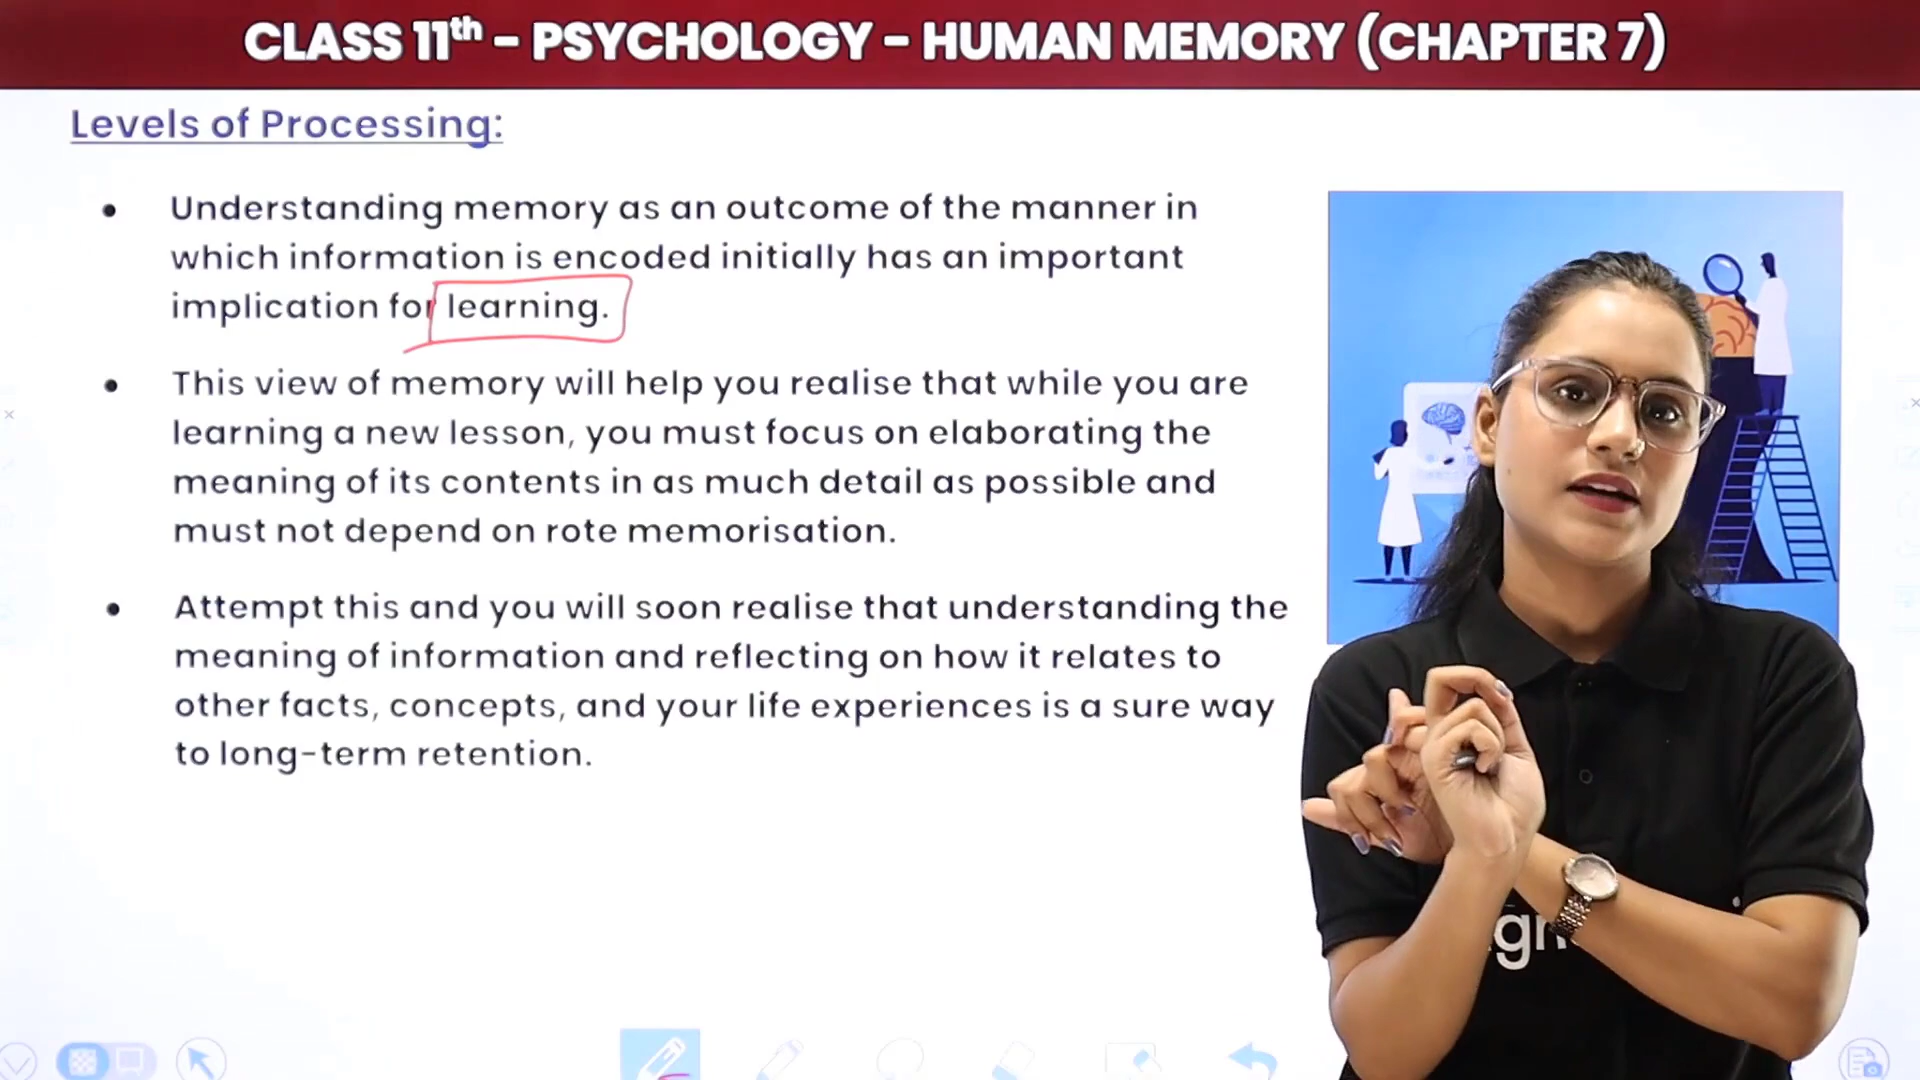 CLASS 11th - PSYCHOLOGY - HUMAN MEMORY (CHAPTER 7)
Levels of Processing:
• Understanding memory as an outcome of the manner in
which information is encoded initially has an important
implication for learning.
• This view of memory will help you realise that while you are
learning a new lesson, you must focus on elaborating the
meaning of its contents in as much detail as possible and
must not depend on rote memorisation.
• Attempt this and you will soon realise that understanding the
meaning of information and reflecting on how it relates to
other facts, concepts, and your life experiences is a sure way
to long-term retention.